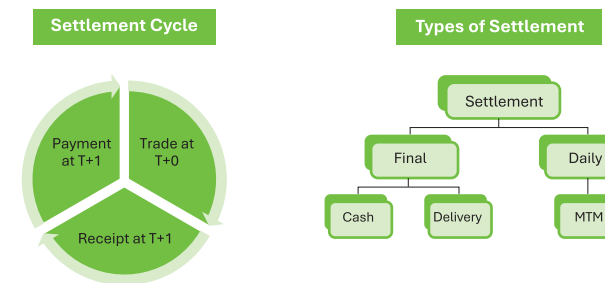 Settlement Cycle
Types of Settlement
Payment
at T+1
Trade at
T+0
Receipt at T+1
Settlement
Final
Daily
Cash
Delivery
MTM